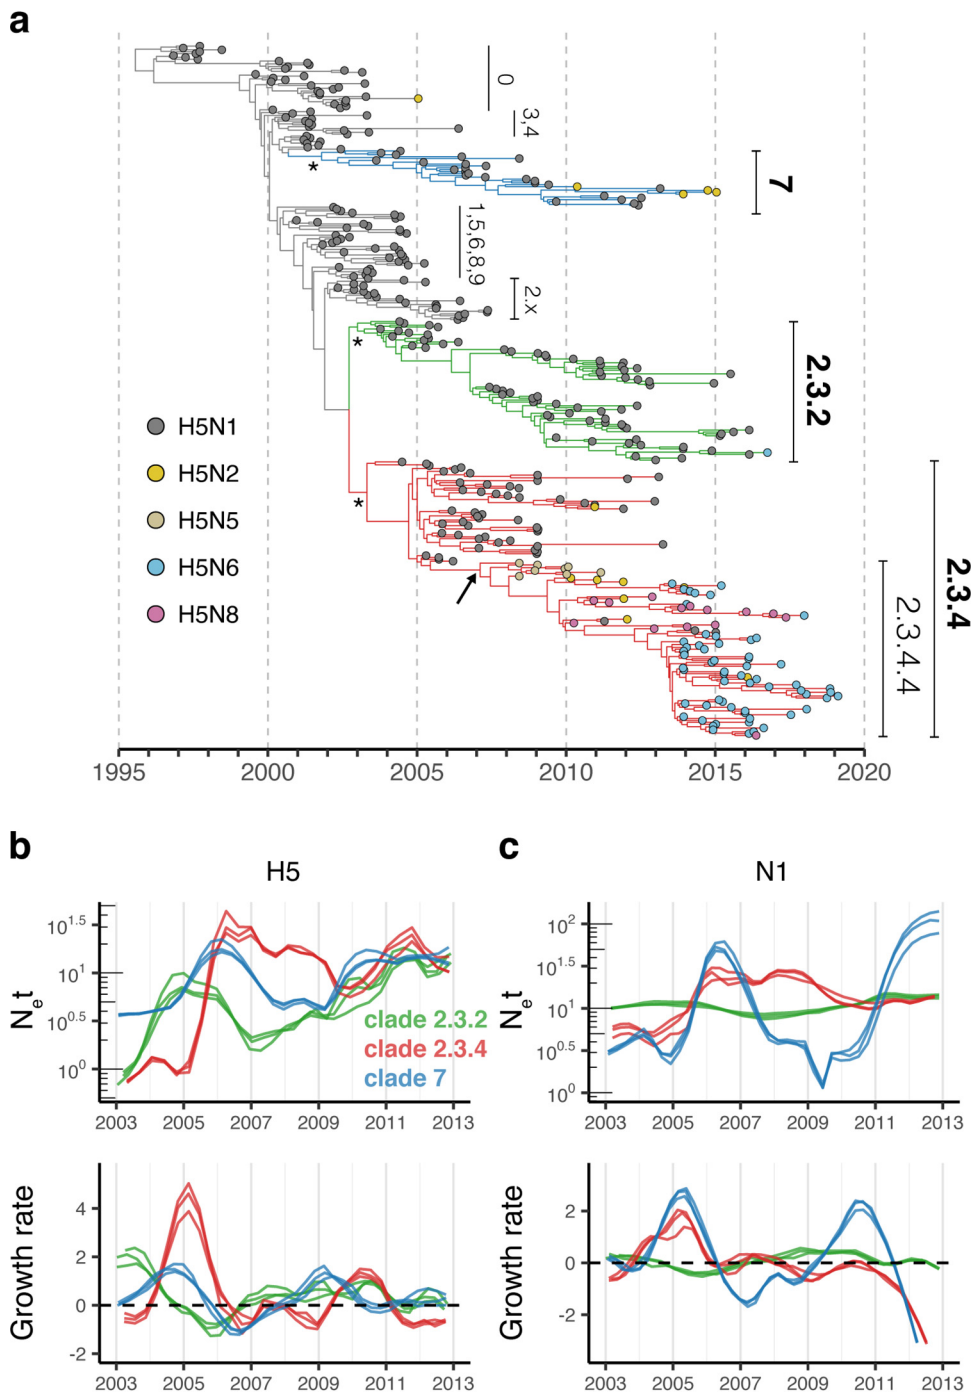 a
0
3,4
7
1,5,6,8,9
2.x
*
*
*
2.3.2
H5N1
H5N2
H5N5
H5N6
H5N8
2.3.4
2.3.4.4
1995 2000 2005 2010 2015 2020
b
c
H5
N1
Net
10^1.5
10^1
10^0.5
10^0
clade 2.3.2
clade 2.3.4
clade 7
2003 2005 2007 2009 2011 2013
Net
10^2
10^1.5
10^1
10^0.5
10^0
2003 2005 2007 2009 2011 2013
Growth rate
4
2
0
-2
2003 2005 2007 2009 2011 2013
Growth rate
2
0
-2
2003 2005 2007 2009 2011 2013